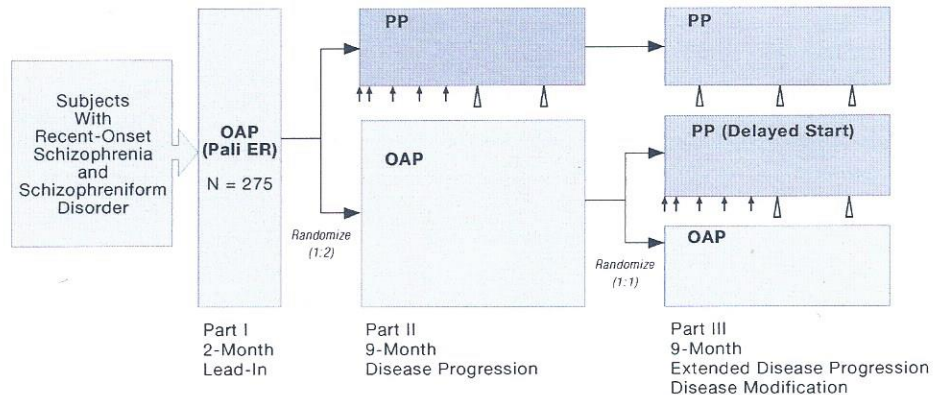 Subjects
With
Recent-Onset
Schizophrenia
and
Schizophreniform
Disorder
OAP
(Pali ER)
N = 275
Randomize
(1:2)
PP
OAP
Randomize
(1:1)
PP
PP (Delayed Start)
OAP
Part I
2-Month
Lead-In
Part II
9-Month
Disease Progression
Part III
9-Month
Extended Disease Progression
Disease Modification